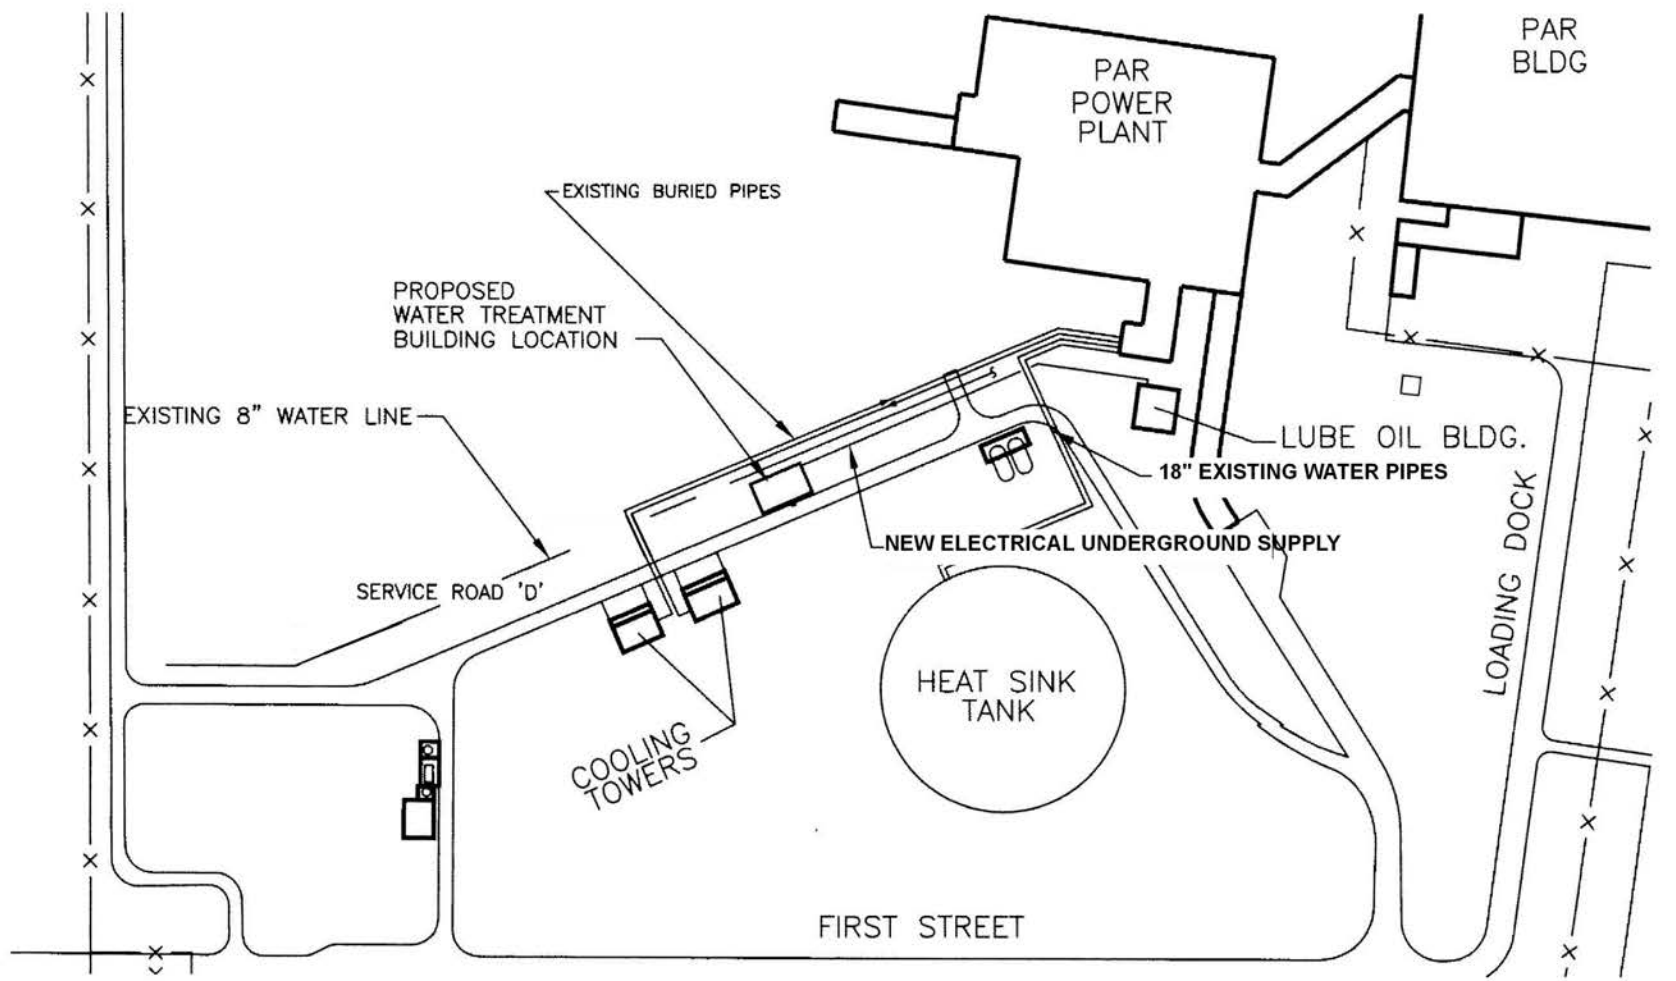 PAR
BLDG
PAR
POWER
PLANT
EXISTING BURIED PIPES
PROPOSED
WATER TREATMENT
BUILDING LOCATION
EXISTING 8" WATER LINE
LUBE OIL BLDG.
18" EXISTING WATER PIPES
NEW ELECTRICAL UNDERGROUND SUPPLY
SERVICE ROAD 'D'
LOADING DOCK
HEAT SINK
TANK
COOLING
TOWERS
FIRST STREET